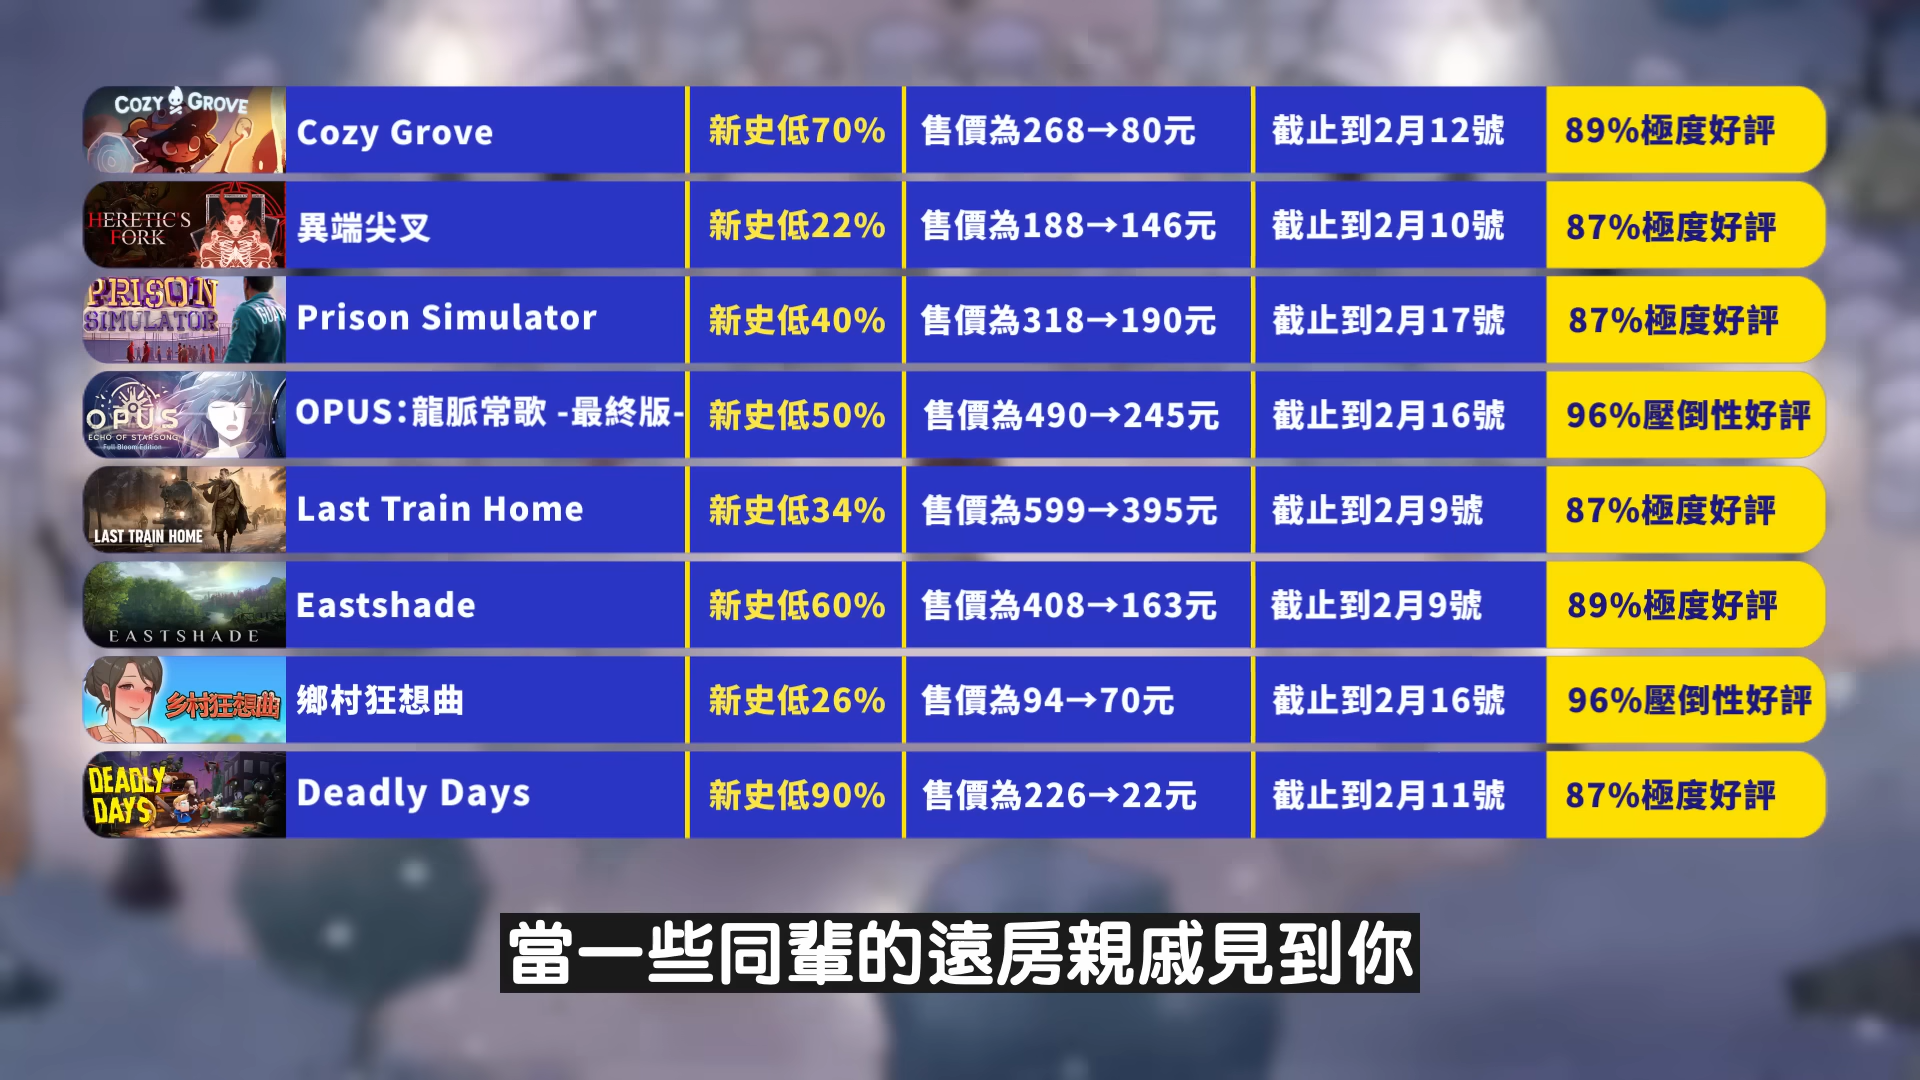 COZY GROVE
Cozy Grove 新史低70% 售價為268→80元 截止到2月12號 89%極度好評
HERETIC'S
FORK
異端尖叉 新史低22% 售價為188→146元 截止到2月10號 87%極度好評
PRISON
SIMULATOR
GUARD
Prison Simulator 新史低40% 售價為318→190元 截止到2月17號 87%極度好評
OPUS
ECHO OF STARSONG
Full Bloom Edition
OPUS:龍脈常歌 -最終版- 新史低50% 售價為490→245元 截止到2月16號 96%壓倒性好評
LAST TRAIN HOME
Last Train Home 新史低34% 售價為599→395元 截止到2月9號 87%極度好評
EASTSHADE
Eastshade 新史低60% 售價為408→163元 截止到2月9號 89%極度好評
乡村狂想曲
鄉村狂想曲 新史低26% 售價為94→70元 截止到2月16號 96%壓倒性好評
DEADLY
DAYS
Deadly Days 新史低90% 售價為226→22元 截止到2月11號 87%極度好評
當一些同輩的遠房親戚見到你